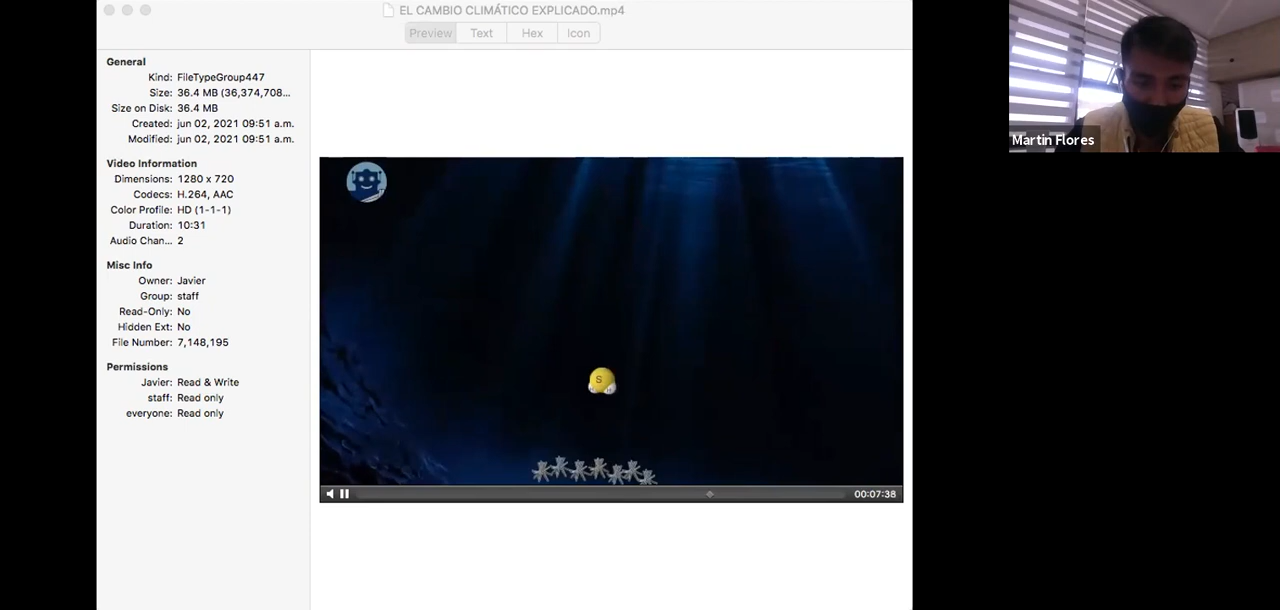 EL CAMBIO CLIMÁTICO EXPLICADO.mp4
Preview Text Hex Icon
General
Kind: FileTypeGroup447
Size: 36.4 MB (36,374,708...
Size on Disk: 36.4 MB
Created: jun 02, 2021 09:51 a.m.
Modified: jun 02, 2021 09:51 a.m.
Video Information
Dimensions: 1280 x 720
Codecs: H.264, AAC
Color Profile: HD (1-1-1)
Duration: 10:31
Audio Chan... 2
Misc Info
Owner: Javier
Group: staff
Read-Only: No
Hidden Ext: No
File Number: 7,148,195
Permissions
Javier: Read & Write
staff: Read only
everyone: Read only
S
00:07:38
Martin Flores